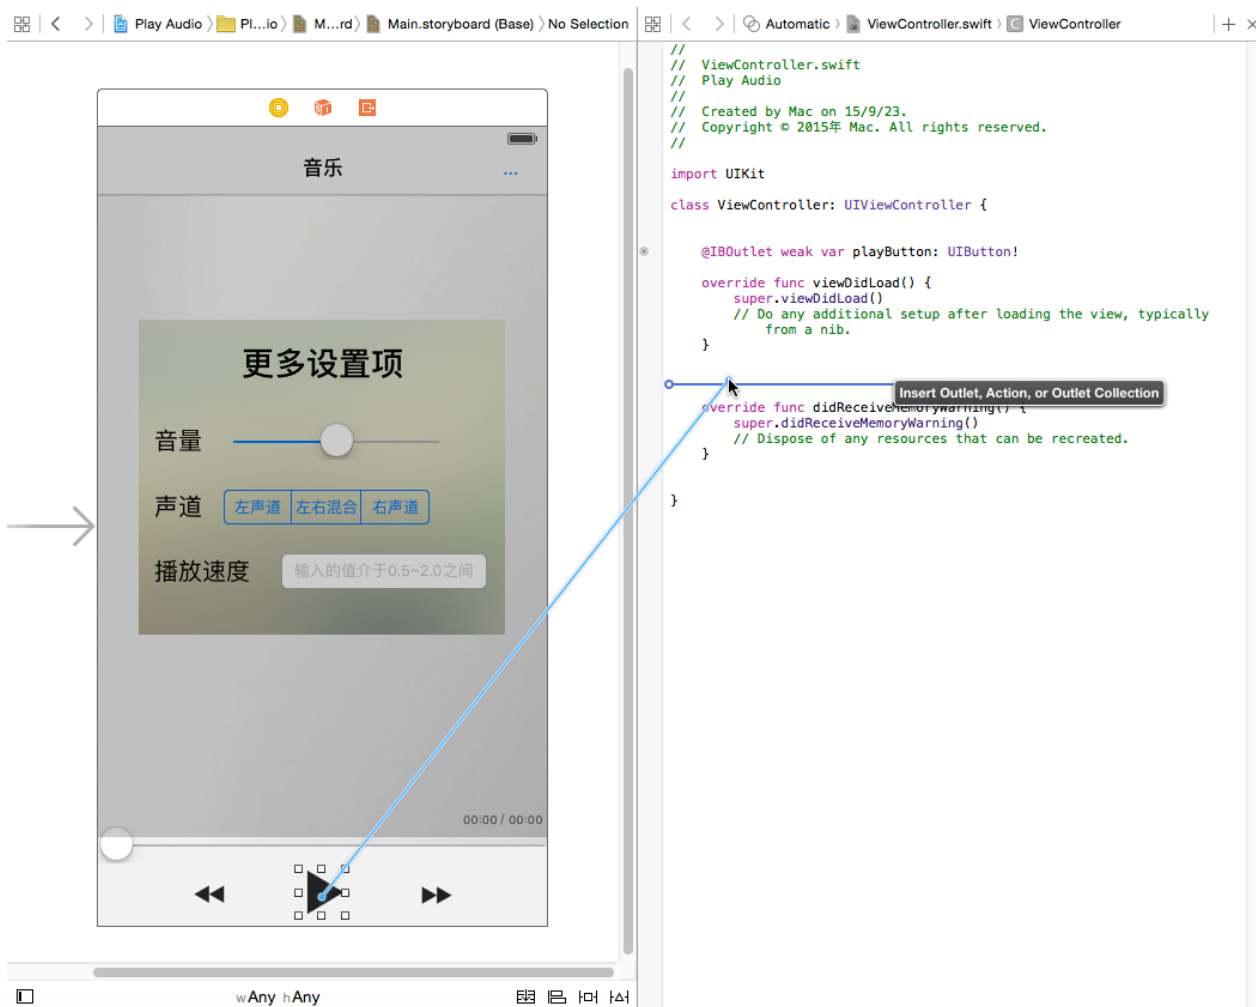 Play Audio
Pl...io
M...rd
Main.storyboard (Base)
No Selection
音乐
...
更多设置项
音量
声道
左声道
左右混合
右声道
播放速度
输入的值介于0.5~2.0之间
00:00 / 00:00
wAny hAny
Automatic
ViewController.swift
C
ViewController
//
//  ViewController.swift
//  Play Audio
//
//  Created by Mac on 15/9/23.
//  Copyright © 2015年 Mac. All rights reserved.
//
import UIKit
class ViewController: UIViewController {
@IBOutlet weak var playButton: UIButton!
override func viewDidLoad() {
super.viewDidLoad()
// Do any additional setup after loading the view, typically
from a nib.
}
Insert Outlet, Action, or Outlet Collection
override func didReceiveMemoryWarning() {
super.didReceiveMemoryWarning()
// Dispose of any resources that can be recreated.
}
}